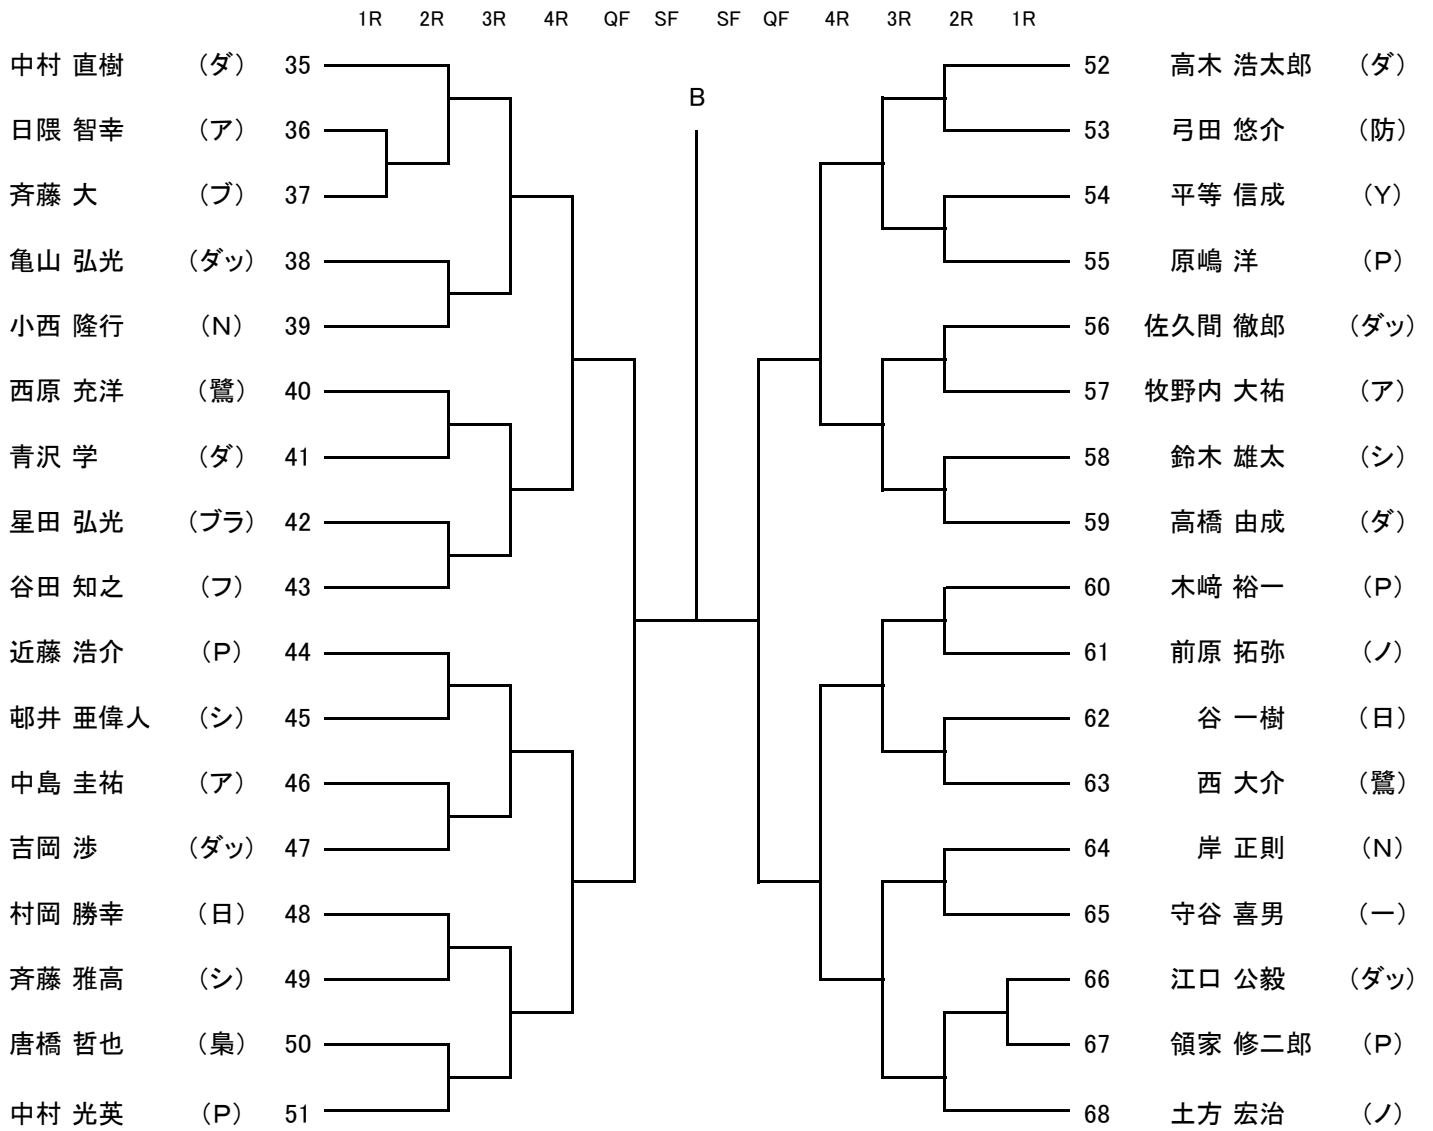 1R 2R 3R 4R QF SF SF QF 4R 3R 2R 1R
B
中村 直樹 （ダ） 35
日隈 智幸 （ア） 36
斉藤 大 （ブ） 37
亀山 弘光 （ダッ） 38
小西 隆行 （N） 39
西原 充洋 （鷺） 40
青沢 学 （ダ） 41
星田 弘光 （ブラ） 42
谷田 知之 （フ） 43
近藤 浩介 （P） 44
邨井 亜偉人 （シ） 45
中島 圭祐 （ア） 46
吉岡 渉 （ダッ） 47
村岡 勝幸 （日） 48
斉藤 雅高 （シ） 49
唐橋 哲也 （梟） 50
中村 光英 （P） 51
52 高木 浩太郎 （ダ）
53 弓田 悠介 （防）
54 平等 信成 （Y）
55 原嶋 洋 （P）
56 佐久間 徹郎 （ダッ）
57 牧野内 大祐 （ア）
58 鈴木 雄太 （シ）
59 高橋 由成 （ダ）
60 木﨑 裕一 （P）
61 前原 拓弥 （ノ）
62 谷 一樹 （日）
63 西 大介 （鷺）
64 岸 正則 （N）
65 守谷 喜男 （一）
66 江口 公毅 （ダッ）
67 領家 修二郎 （P）
68 土方 宏治 （ノ）